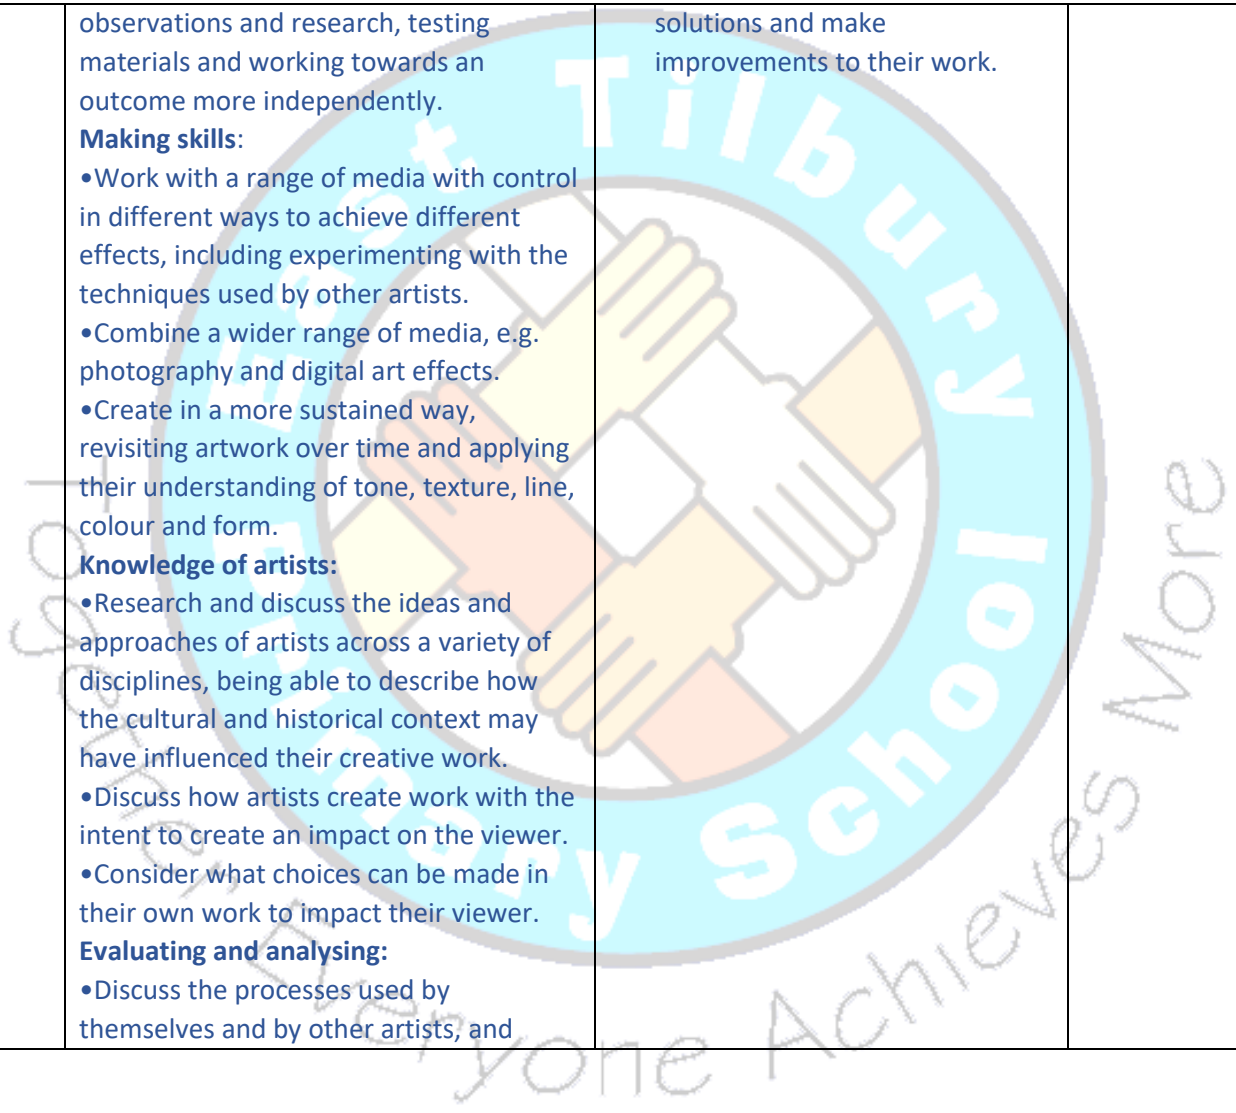 observations and research, testing
materials and working towards an
outcome more independently.
Making skills:
•Work with a range of media with control
in different ways to achieve different
effects, including experimenting with the
techniques used by other artists.
•Combine a wider range of media, e.g.
photography and digital art effects.
•Create in a more sustained way,
revisiting artwork over time and applying
their understanding of tone, texture, line,
colour and form.
Knowledge of artists:
•Research and discuss the ideas and
approaches of artists across a variety of
disciplines, being able to describe how
the cultural and historical context may
have influenced their creative work.
•Discuss how artists create work with the
intent to create an impact on the viewer.
•Consider what choices can be made in
their own work to impact their viewer.
Evaluating and analysing:
•Discuss the processes used by
themselves and by other artists, and
solutions and make
improvements to their work.
East Tilbury
Primary School
Together Everyone Achieves More